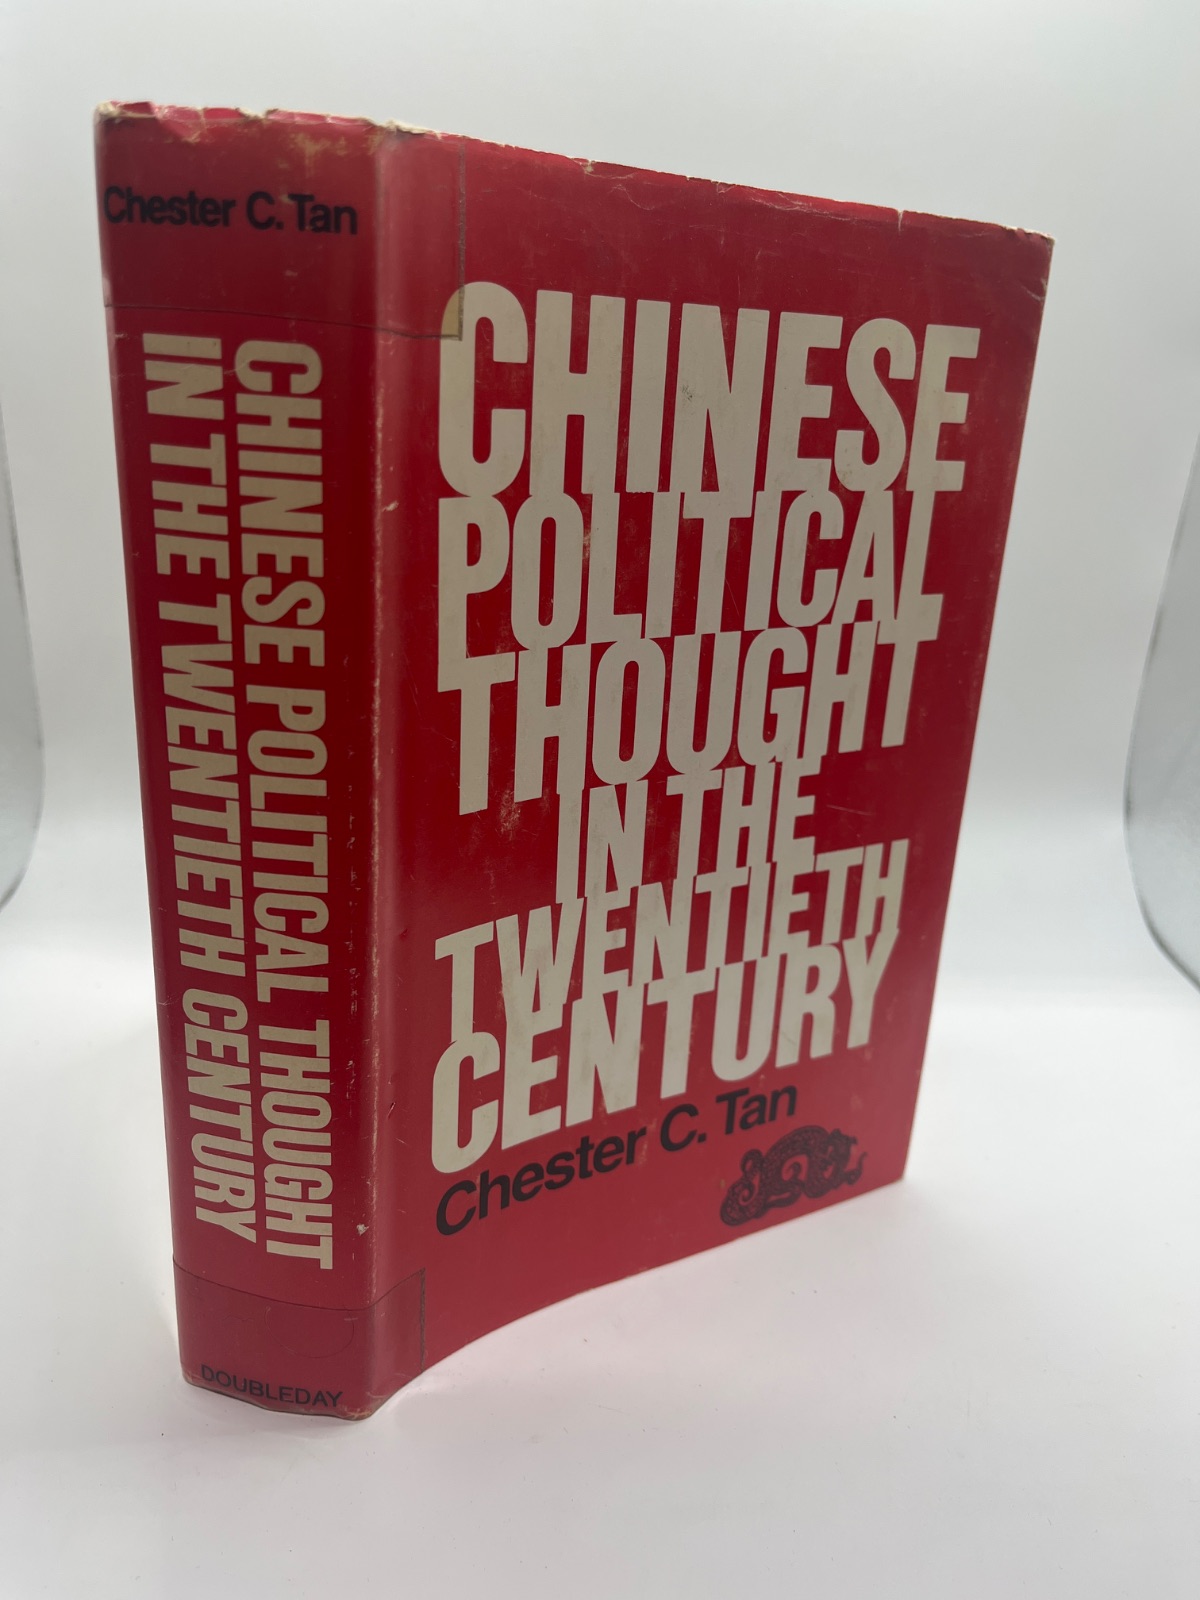 Chester C. Tan
CHINESE POLITICAL THOUGHT
IN THE TWENTIETH CENTURY
DOUBLEDAY
CHINESE
POLITICAL
THOUGHT
IN THE
TWENTIETH
CENTURY
Chester C. Tan